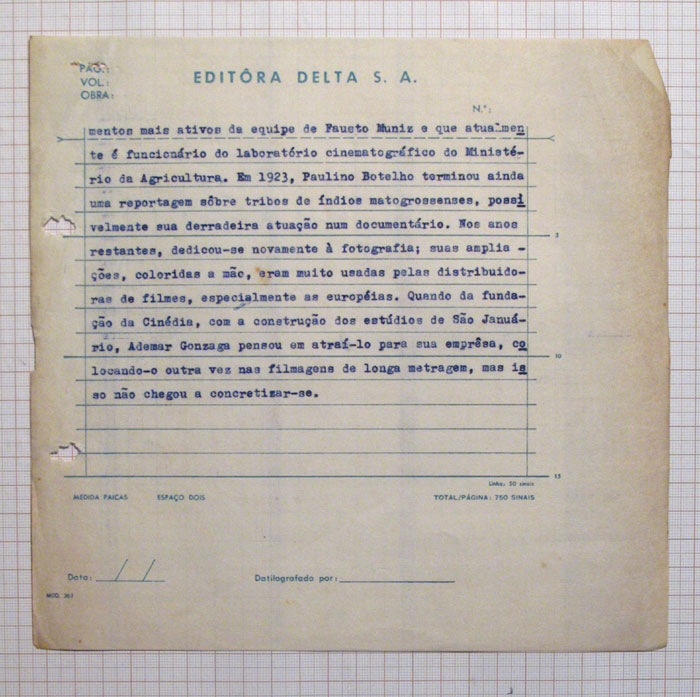 PÁG.:
VOL.:
OBRA:
EDITÔRA DELTA S. A.
N.º:
mentos mais ativos da equipe de Fausto Muniz e que atualmen
te é funcionário do laboratório cinematográfico do Ministé-
rio da Agricultura. Em 1923, Paulino Botelho terminou ainda
uma reportagem sôbre tribos de índios matogrossenses, possi
velmente sua derradeira atuação num documentário. Nos anos
5
restantes, dedicou-se novamente à fotografia; suas amplia -
ções, coloridas a mão, eram muito usadas pelas distribuido-
ras de filmes, especialmente as européias. Quando da funda-
ção da Cinédia, com a construção dos estúdios de São Januá-
rio, Ademar Gonzaga pensou em atraí-lo para sua emprêsa, co
10
locando-o outra vez nas filmagens de longa metragem, mas is
so não chegou a concretizar-se.
15
Linha: 50 sinais
MEDIDA PAICAS ESPAÇO DOIS TOTAL/PÁGINA: 750 SINAIS
Data: / / Datilografado por:
MOD. 363